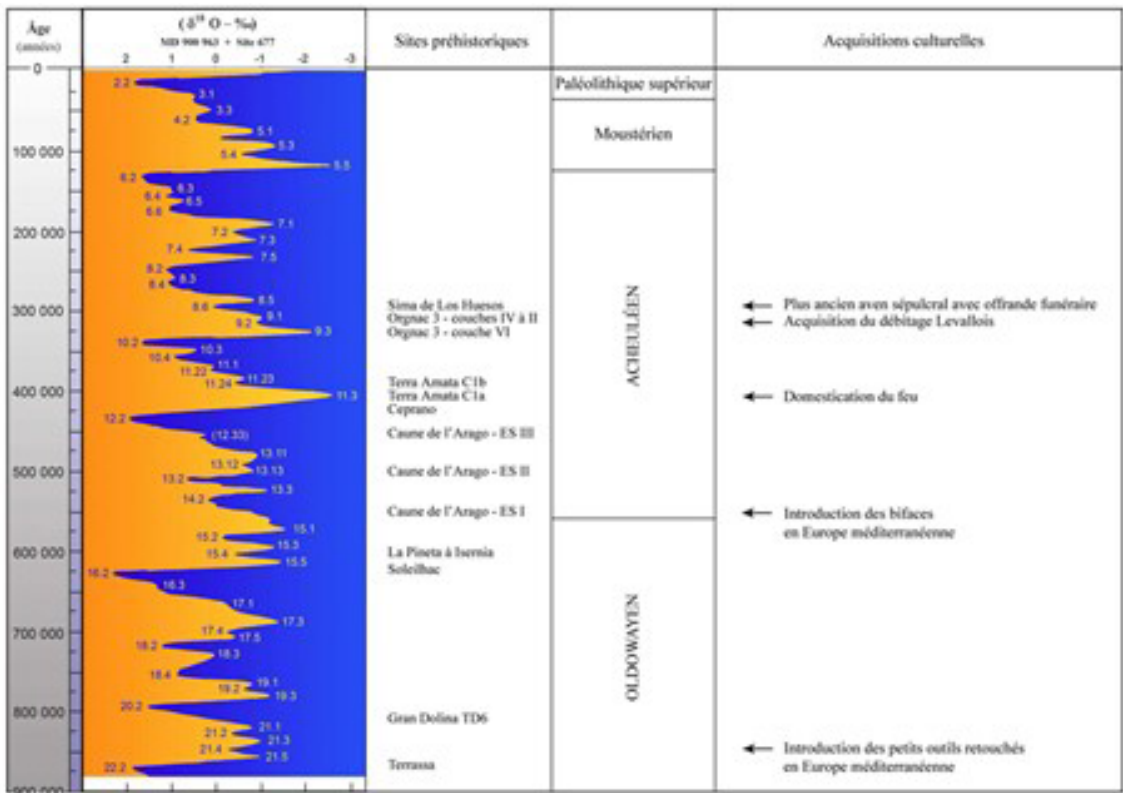 Âge
(années)
( δ¹⁸ O – ‰)
MD 900 963 + Site 677
2 1 0 -1 -2 -3
Sites préhistoriques
Acquisitions culturelles
0
100 000
200 000
300 000
400 000
500 000
600 000
700 000
800 000
900 000
2.2
3.1
3.3
4.2
5.1
5.3
5.4
5.5
6.2
6.3
6.4
6.5
6.6
7.1
7.2
7.3
7.4
7.5
8.2
8.3
8.4
8.5
8.6
9.1
9.2
9.3
10.2
10.3
10.4
11.1
11.22
11.23
11.24
11.3
12.2
(12.33)
13.11
13.12
13.13
13.2
13.3
14.2
15.1
15.2
15.3
15.4
15.5
16.2
16.3
17.1
17.3
17.4
17.5
18.2
18.3
18.4
19.1
19.2
19.3
20.2
21.1
21.2
21.3
21.4
21.5
22.2
Sima de Los Huesos
Orgnac 3 - couches IV à II
Orgnac 3 - couche VI
Terra Amata C1b
Terra Amata C1a
Ceprano
Caune de l'Arago - ES III
Caune de l'Arago - ES II
Caune de l'Arago - ES I
La Pineta à Isernia
Soleilhac
Gran Dolina TD6
Terrassa
Paléolithique supérieur
Moustérien
ACHEULÉEN
OLDOWAYEN
Plus ancien aven sépulcral avec offrande funéraire
Acquisition du débitage Levallois
Domestication du feu
Introduction des bifaces
en Europe méditerranéenne
Introduction des petits outils retouchés
en Europe méditerranéenne